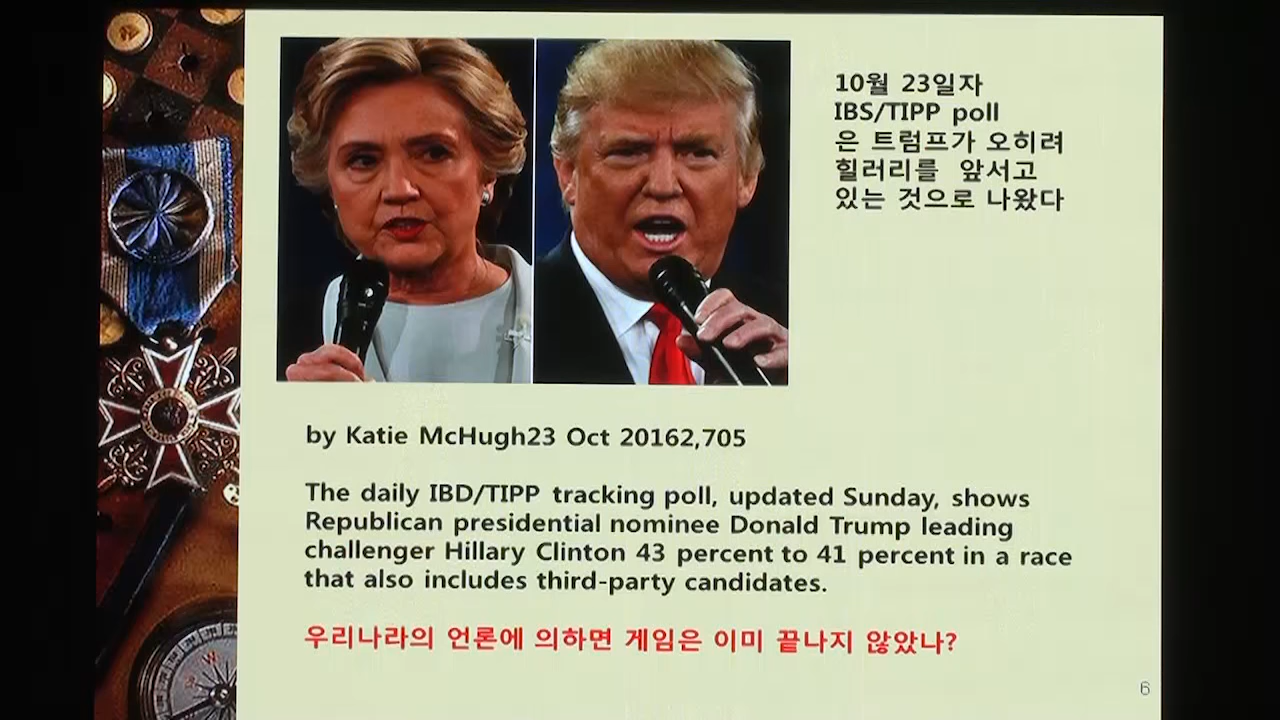 10월 23일자
IBS/TIPP poll
은 트럼프가 오히려
힐러리를 앞서고
있는 것으로 나왔다
by Katie McHugh23 Oct 20162,705
The daily IBD/TIPP tracking poll, updated Sunday, shows
Republican presidential nominee Donald Trump leading
challenger Hillary Clinton 43 percent to 41 percent in a race
that also includes third-party candidates.
우리나라의 언론에 의하면 게임은 이미 끝나지 않았나?
6